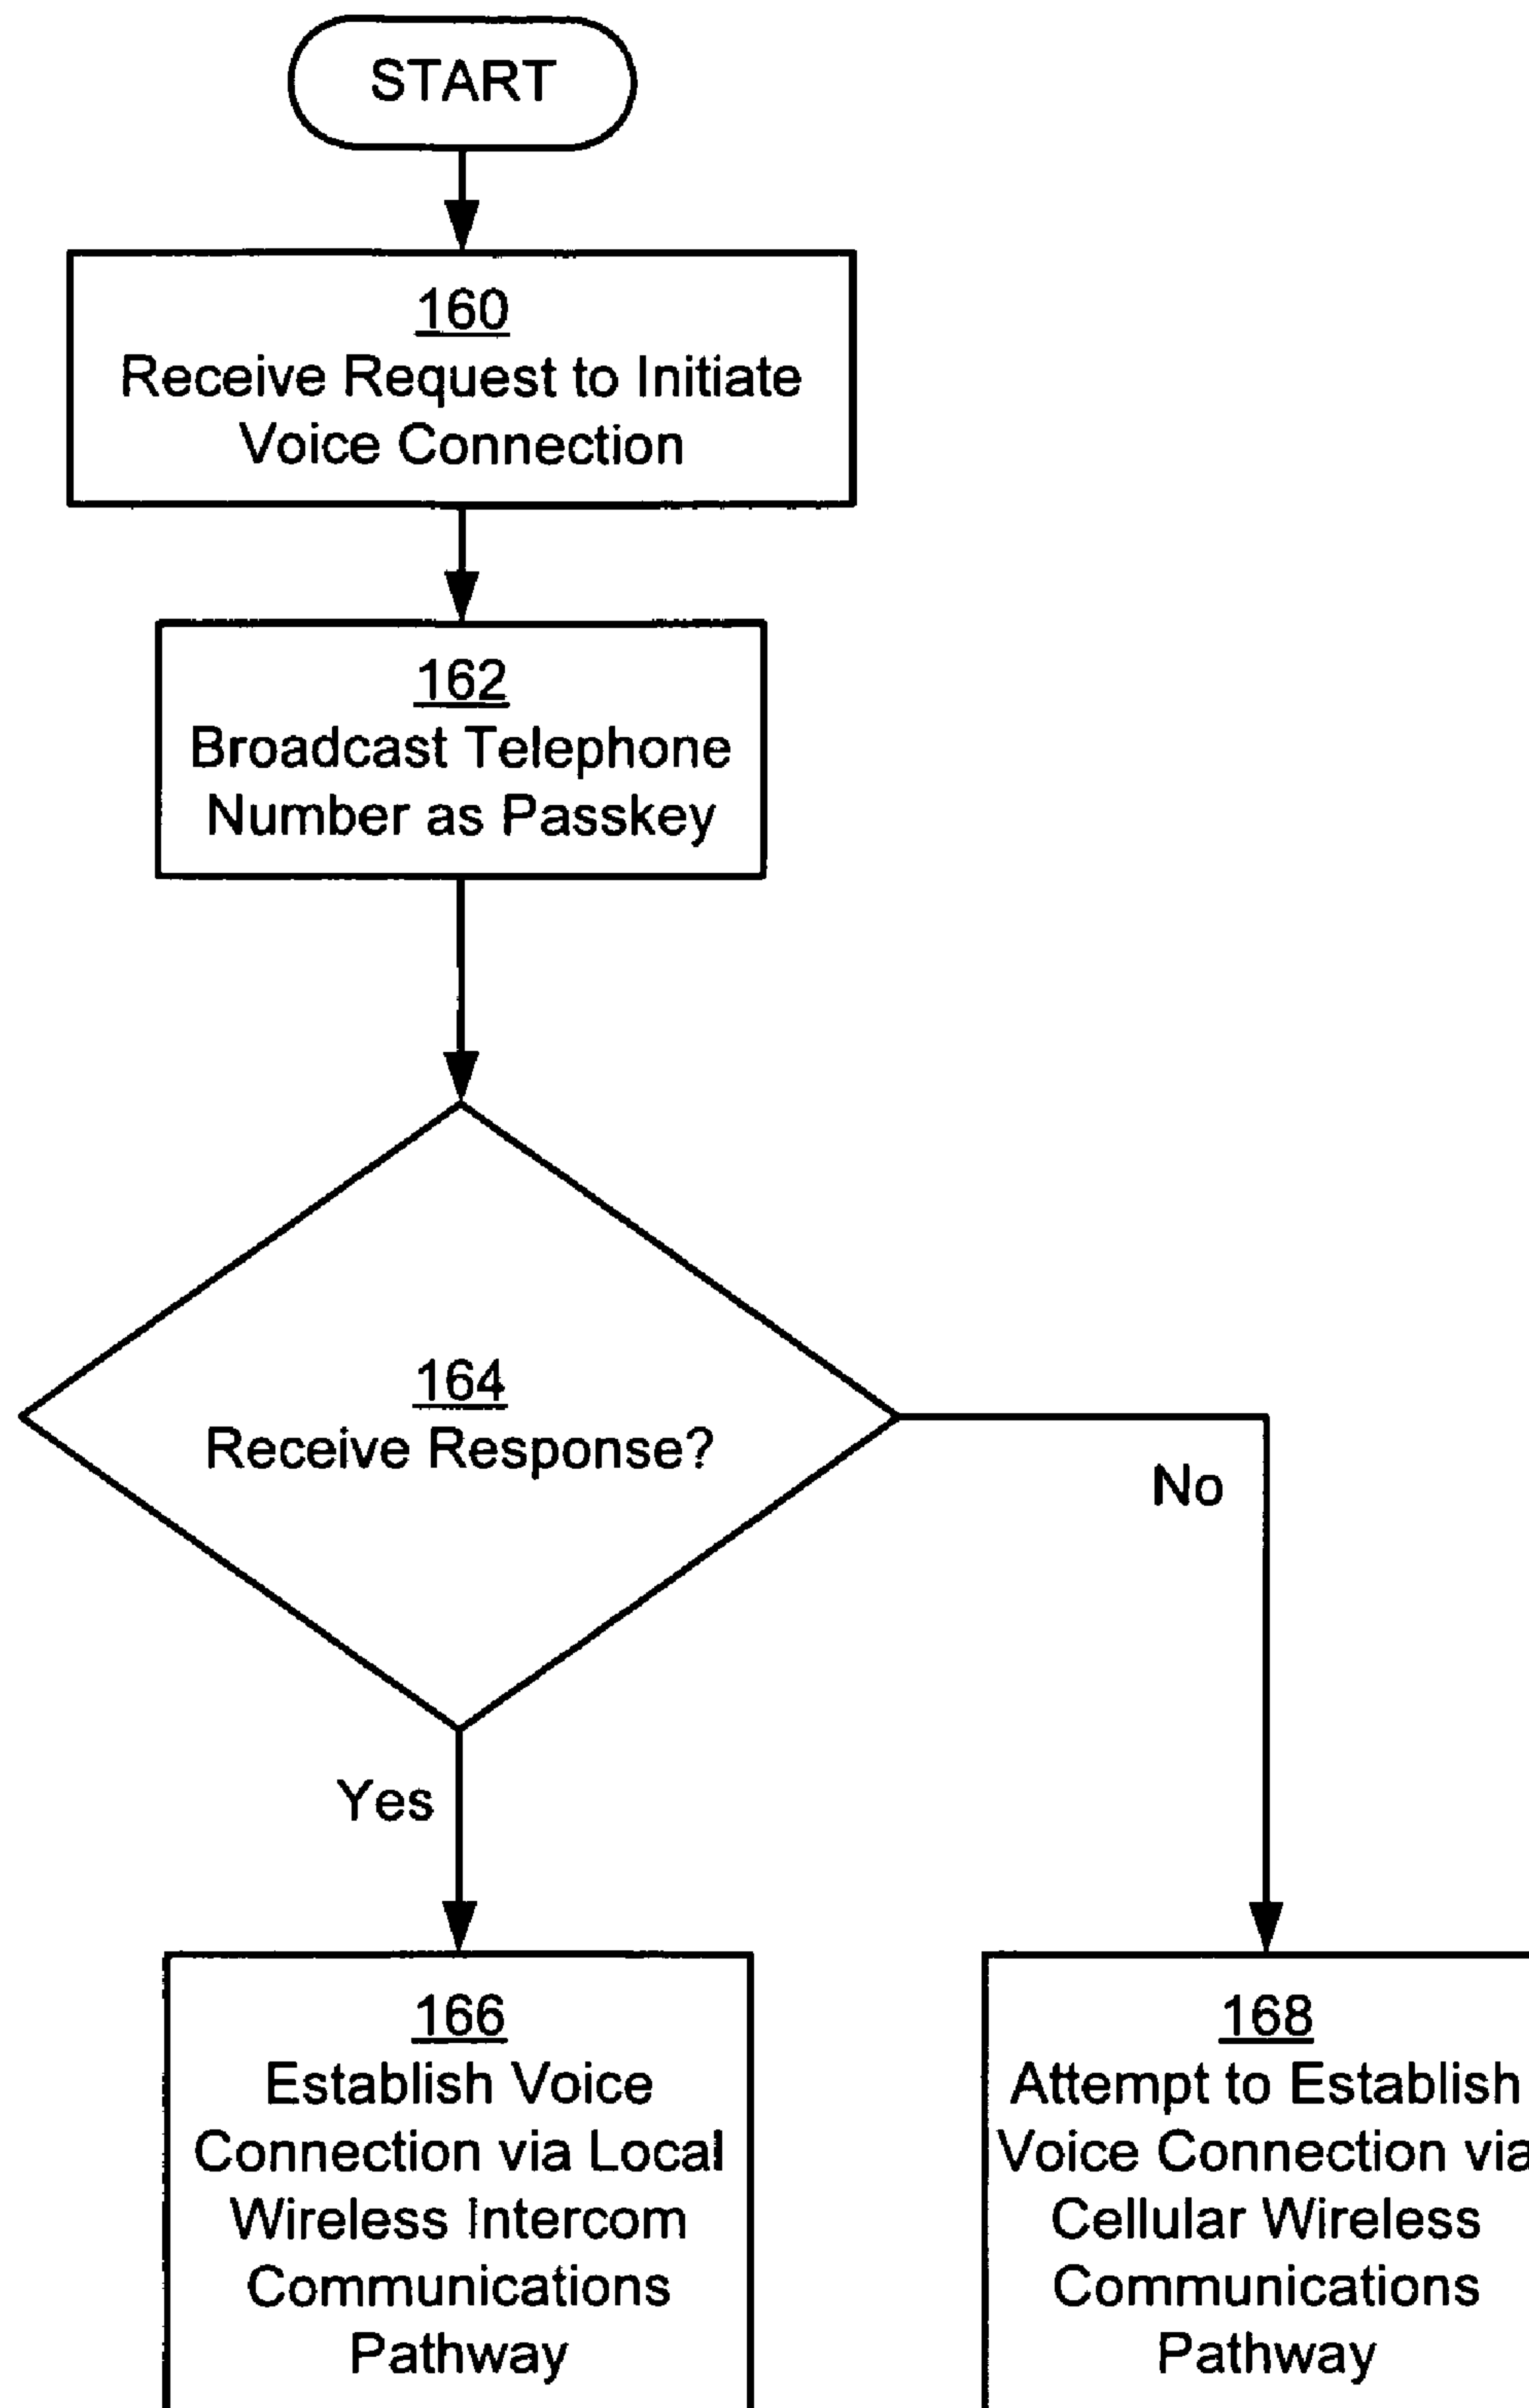 START
160
Receive Request to Initiate
Voice Connection
162
Broadcast Telephone
Number as Passkey
164
Receive Response?
No
Yes
166
Establish Voice
Connection via Local
Wireless Intercom
Communications
Pathway
168
Attempt to Establish
Voice Connection via
Cellular Wireless
Communications
Pathway